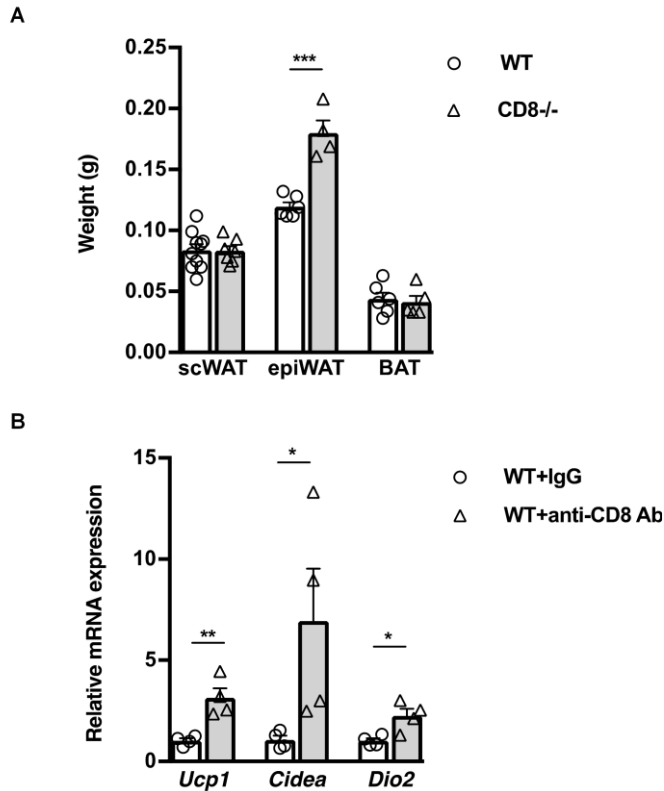 A
0.25
0.20
0.15
0.10
0.05
0.00
Weight (g)
***
scWAT epiWAT BAT
WT
CD8-/-
B
15
10
5
0
Relative mRNA expression
**
*
*
Ucp1 Cidea Dio2
WT+IgG
WT+anti-CD8 Ab